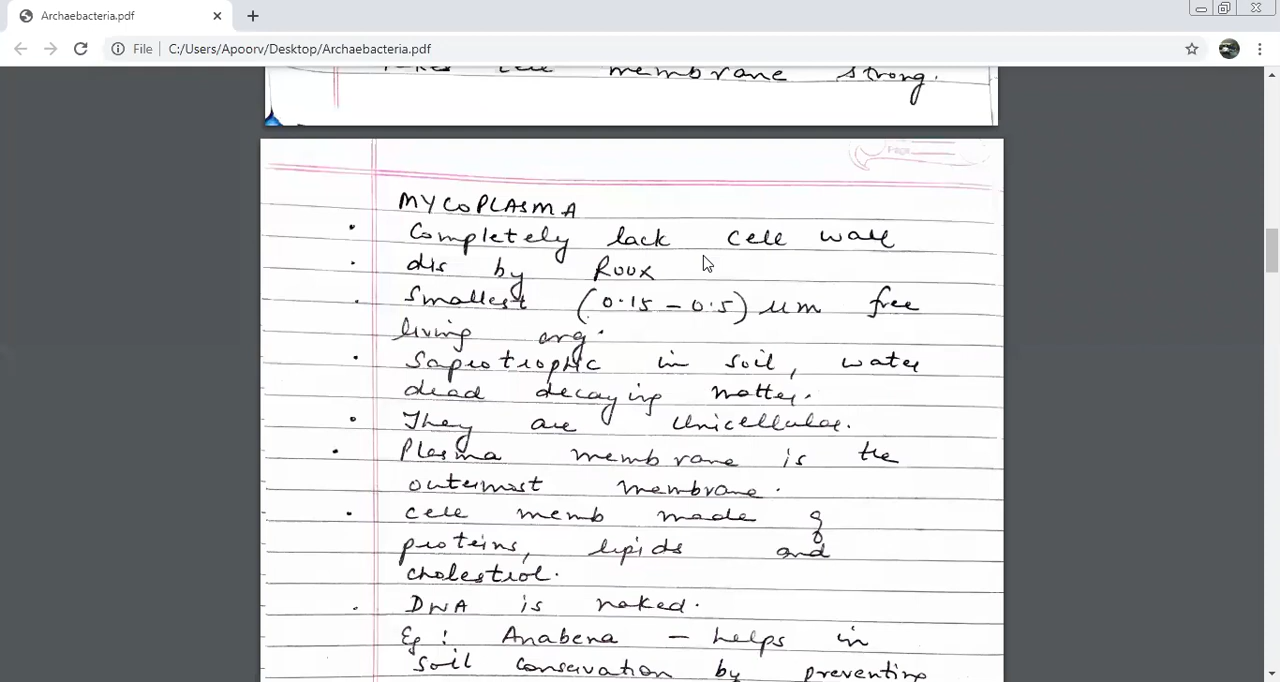 Archaebacteria.pdf
File C:/Users/Apoorv/Desktop/Archaebacteria.pdf
membrane strong.
Page
MYCOPLASMA
• Completely lack cell wall
• dis by Roux
• Smallest (0.15 – 0.5) um free
living org.
• Saprotrophic in soil, water
dead decaying matter.
• They are Unicellular.
• Plasma membrane is the
outermost membrane.
• cell memb made of
proteins, lipids and
cholestrol.
• DNA is naked.
Eg : Anabena – helps in
soil conservation by preventing